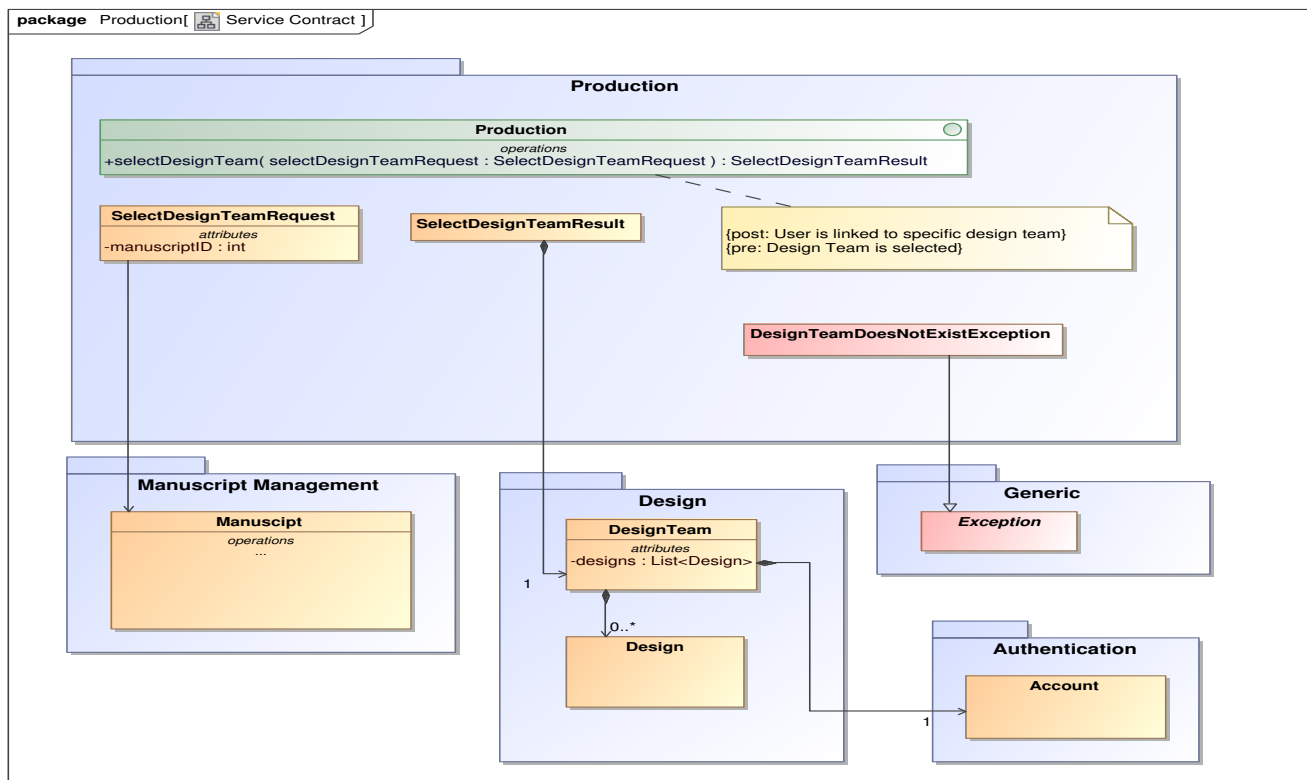 package Production[ Service Contract ]
Production
Production
operations
+selectDesignTeam( selectDesignTeamRequest : SelectDesignTeamRequest ) : SelectDesignTeamResult
SelectDesignTeamRequest
attributes
-manuscriptID : int
SelectDesignTeamResult
{post: User is linked to specific design team}
{pre: Design Team is selected}
DesignTeamDoesNotExistException
Manuscript Management
Manuscipt
operations
...
Design
DesignTeam
attributes
-designs : List<Design>
1
0..*
Design
Generic
Exception
Authentication
Account
1